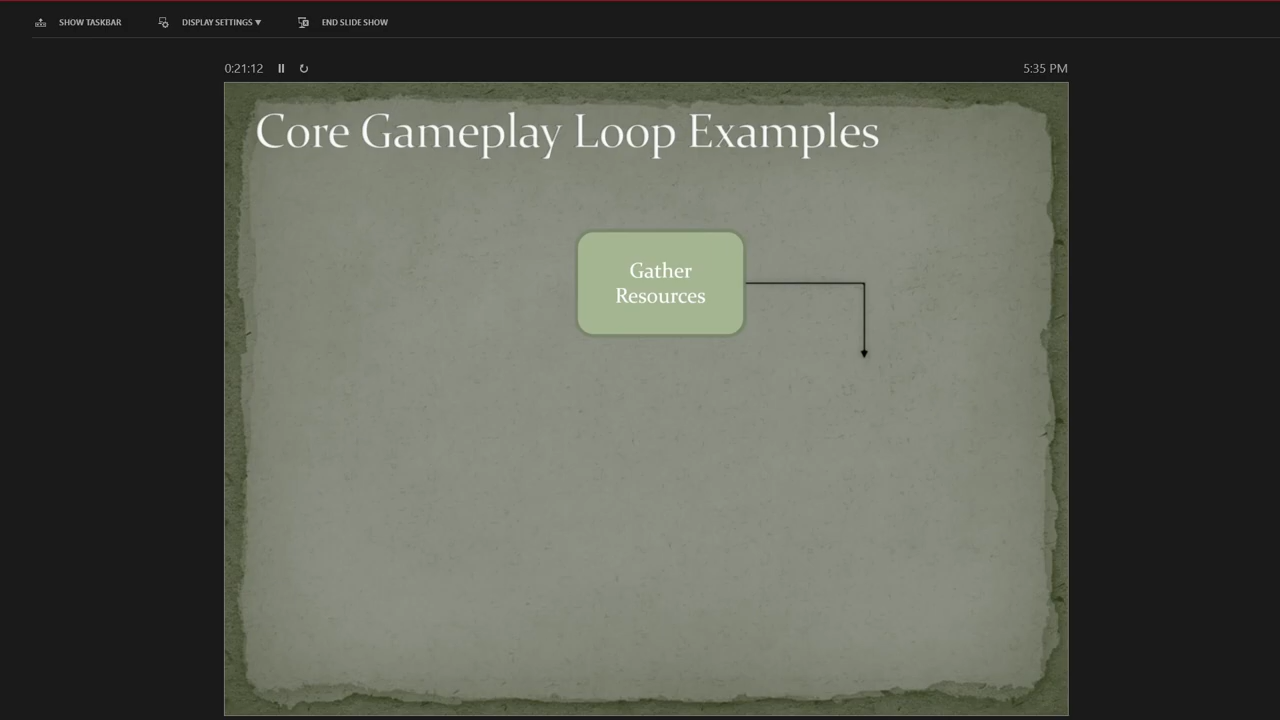 SHOW TASKBAR
DISPLAY SETTINGS ▼
END SLIDE SHOW
0:21:12
5:35 PM
Core Gameplay Loop Examples
Gather
Resources